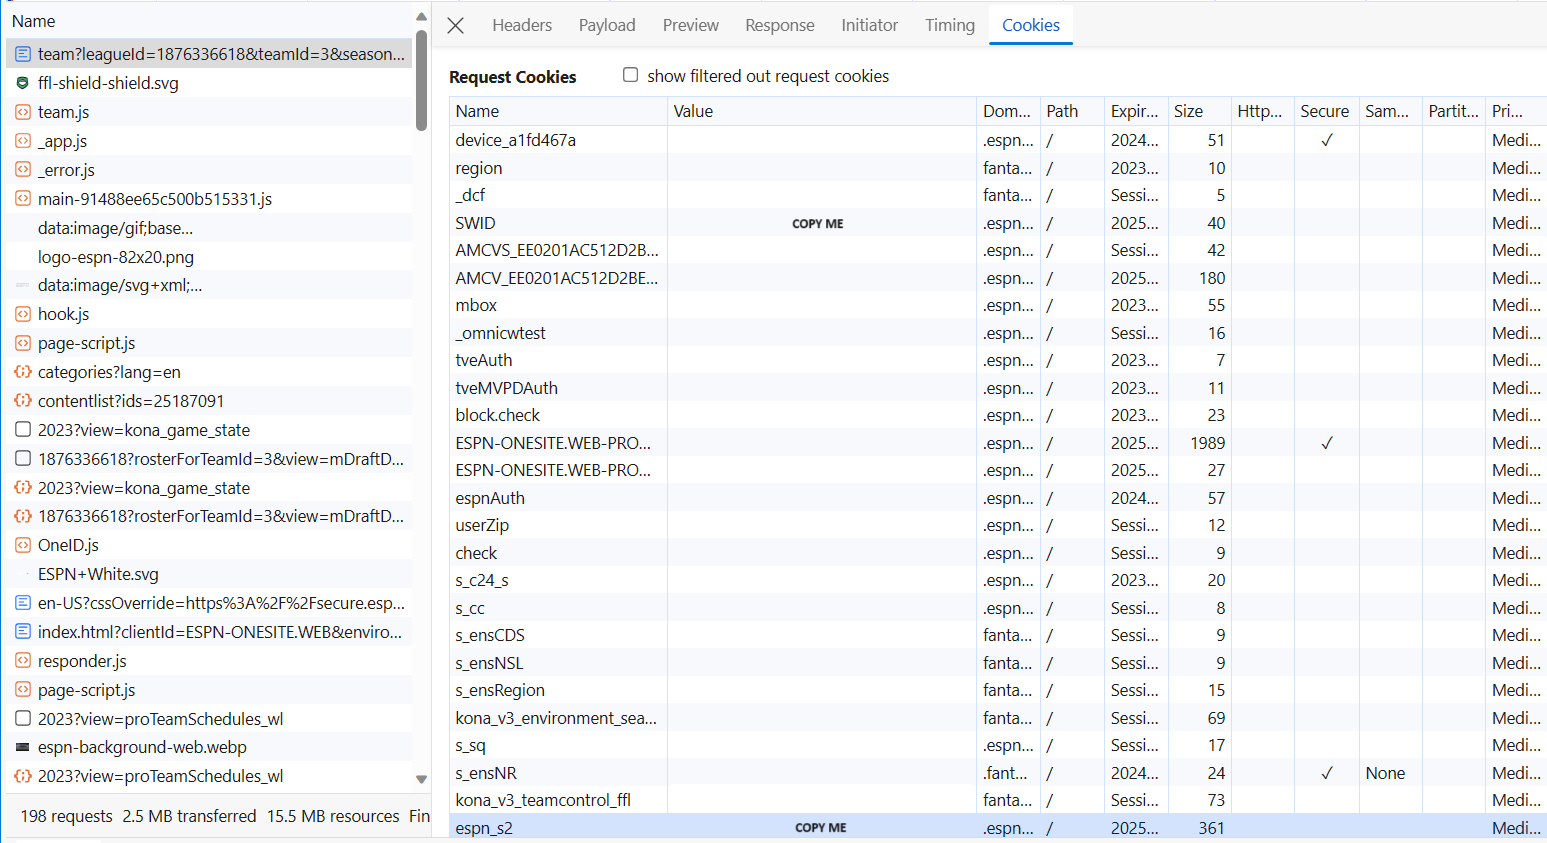 Name
team?leagueId=1876336618&teamId=3&season...
ffl-shield-shield.svg
team.js
_app.js
_error.js
main-91488ee65c500b515331.js
data:image/gif;base...
logo-espn-82x20.png
data:image/svg+xml;...
hook.js
page-script.js
categories?lang=en
contentlist?ids=25187091
2023?view=kona_game_state
1876336618?rosterForTeamId=3&view=mDraftD...
2023?view=kona_game_state
1876336618?rosterForTeamId=3&view=mDraftD...
OneID.js
ESPN+White.svg
en-US?cssOverride=https%3A%2F%2Fsecure.esp...
index.html?clientId=ESPN-ONESITE.WEB&enviro...
responder.js
page-script.js
2023?view=proTeamSchedules_wl
espn-background-web.webp
2023?view=proTeamSchedules_wl
198 requests 2.5 MB transferred 15.5 MB resources Fin
Headers Payload Preview Response Initiator Timing Cookies
Request Cookies show filtered out request cookies
Name Value Dom... Path Expir... Size Http... Secure Sam... Partit... Pri...
device_a1fd467a .espn... / 2024... 51 ✓ Medi...
region fanta... / 2023... 10 Medi...
_dcf fanta... / Sessi... 5 Medi...
SWID COPY ME .espn... / 2025... 40 Medi...
AMCVS_EE0201AC512D2B... .espn... / Sessi... 42 Medi...
AMCV_EE0201AC512D2BE... .espn... / 2025... 180 Medi...
mbox .espn... / 2023... 55 Medi...
_omnicwtest .espn... / Sessi... 16 Medi...
tveAuth .espn... / 2023... 7 Medi...
tveMVPDAuth .espn... / 2023... 11 Medi...
block.check .espn... / 2023... 23 Medi...
ESPN-ONESITE.WEB-PRO... .espn... / 2025... 1989 ✓ Medi...
ESPN-ONESITE.WEB-PRO... .espn... / 2025... 27 Medi...
espnAuth .espn... / 2024... 57 Medi...
userZip .espn... / Sessi... 12 Medi...
check .espn... / Sessi... 9 Medi...
s_c24_s .espn... / 2023... 20 Medi...
s_cc .espn... / Sessi... 8 Medi...
s_ensCDS fanta... / Sessi... 9 Medi...
s_ensNSL fanta... / Sessi... 9 Medi...
s_ensRegion fanta... / Sessi... 15 Medi...
kona_v3_environment_sea... fanta... / Sessi... 69 Medi...
s_sq .espn... / Sessi... 17 Medi...
s_ensNR .fant... / 2024... 24 ✓ None Medi...
kona_v3_teamcontrol_ffl fanta... / Sessi... 73 Medi...
espn_s2 COPY ME .espn... / 2025... 361 Medi...